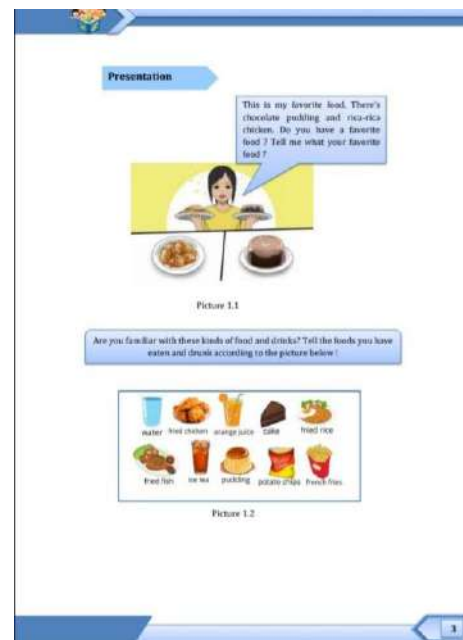 Presentation
This is my favorite food. There's
chocolate pudding and rica-rica
chicken. Do you have a favorite
food ? Tell me what your favorite
food ?
Picture 1.1
Are you familiar with these kinds of food and drinks? Tell the foods you have
eaten and drunk according to the picture below !
water fried chicken orange juice cake fried rice
fried fish ice tea pudding potato chips french fries
Picture 1.2
3